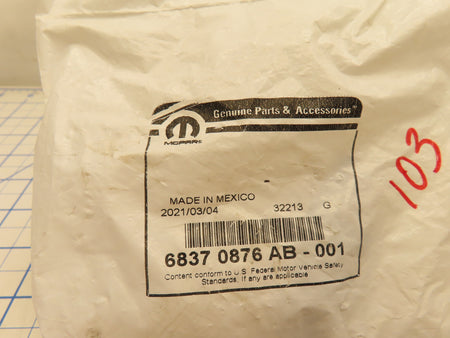 Genuine Parts & Accessories
MOPAR
MADE IN MEXICO
2021/03/04 32213 G
6837 0876 AB - 001
Content conform to U.S. Federal Motor Vehicle Safety
Standards, if any are applicable
103